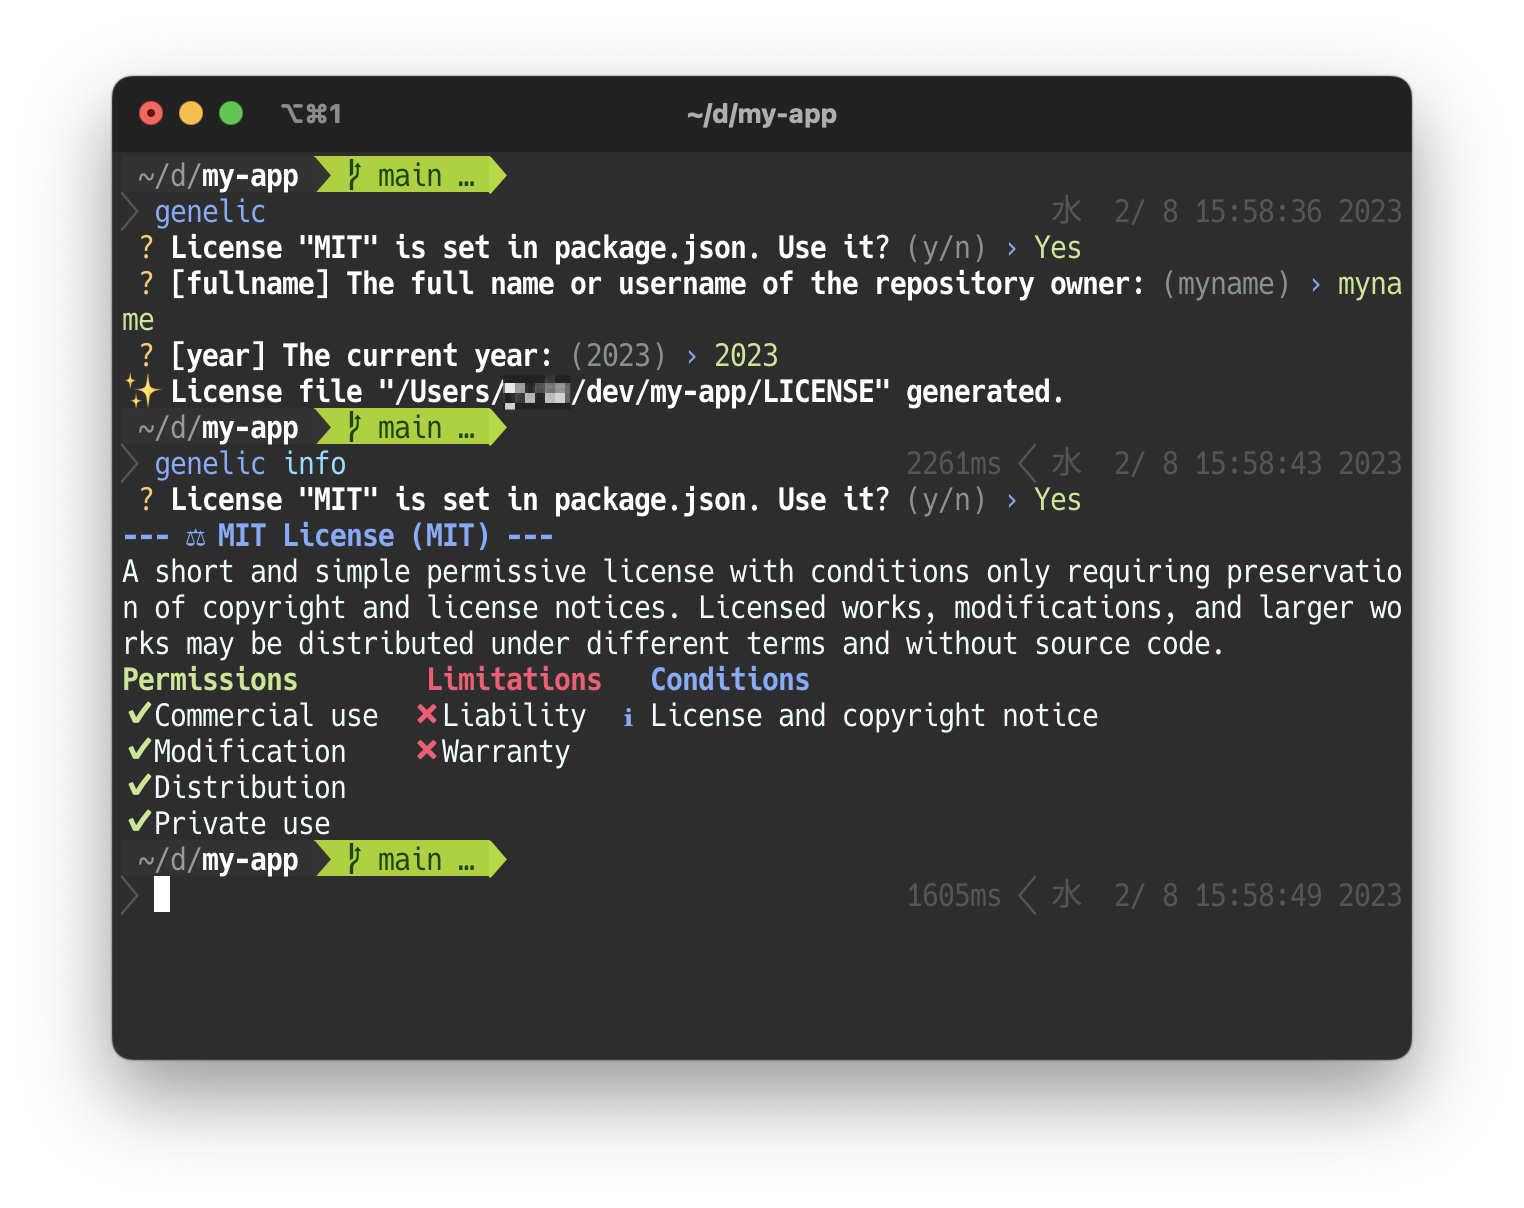 ⌥⌘1 ~/d/my-app
~/d/my-app main …
genelic 水 2/ 8 15:58:36 2023
? License "MIT" is set in package.json. Use it? (y/n) › Yes
? [fullname] The full name or username of the repository owner: (myname) › myna
me
? [year] The current year: (2023) › 2023
✨ License file "/Users/ /dev/my-app/LICENSE" generated.
~/d/my-app main …
genelic info 2261ms 水 2/ 8 15:58:43 2023
? License "MIT" is set in package.json. Use it? (y/n) › Yes
--- ⚖ MIT License (MIT) ---
A short and simple permissive license with conditions only requiring preservatio
n of copyright and license notices. Licensed works, modifications, and larger wo
rks may be distributed under different terms and without source code.
Permissions Limitations Conditions
✔Commercial use ✖Liability ℹ License and copyright notice
✔Modification ✖Warranty
✔Distribution
✔Private use
~/d/my-app main …
1605ms 水 2/ 8 15:58:49 2023